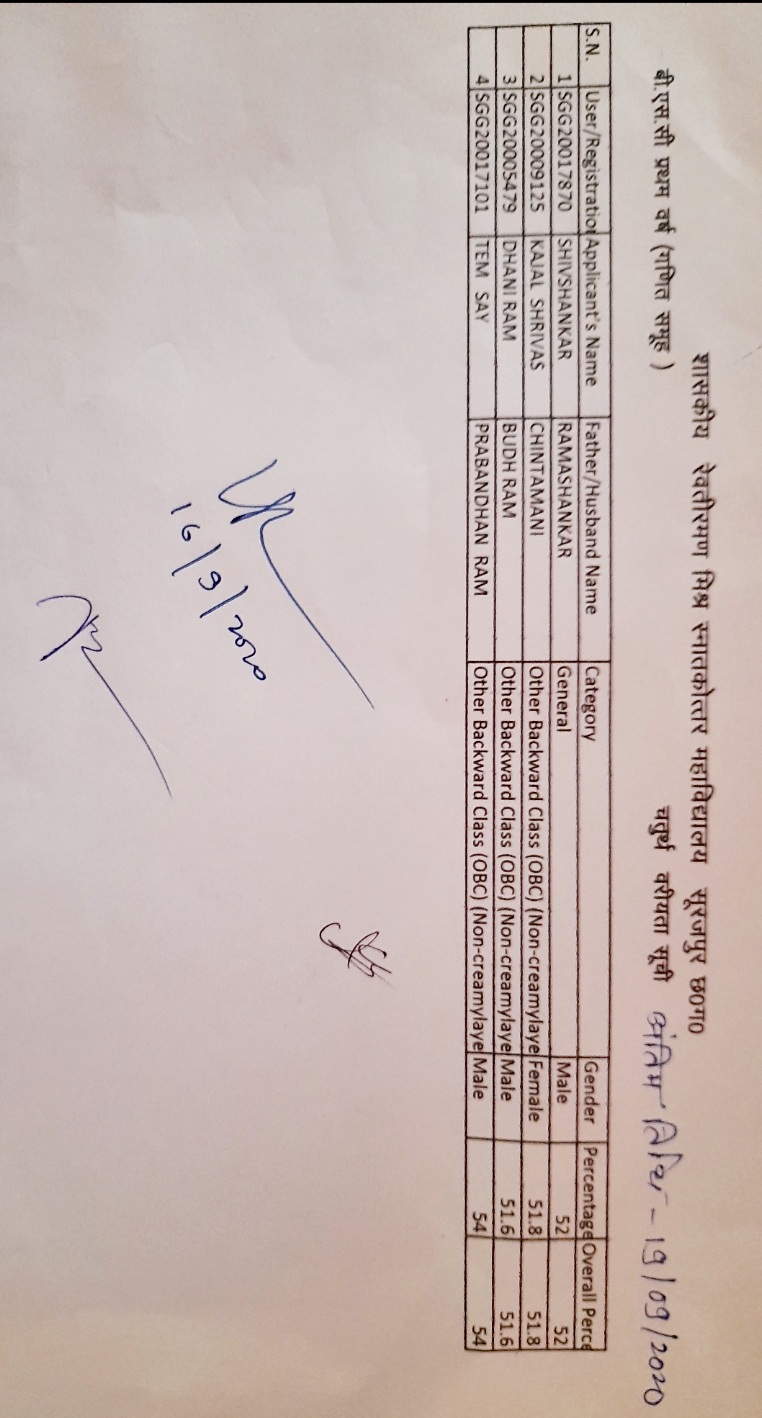 शासकीय रेवतीरमण मिश्र स्नातकोत्तर महाविद्यालय सूरजपुर छ०ग०
बी.एस.सी प्रथम वर्ष (गणित समूह ) चतुर्थ वरीयता सूची अंतिम तिथि - 19/09/2020
S.N. User/Registratio Applicant's Name Father/Husband Name Category Gender Percentage Overall Perce
1 SGG20017870 SHIVSHANKAR RAMASHANKAR General Male 52 52
2 SGG20009125 KAJAL SHRIVAS CHINTAMANI Other Backward Class (OBC) (Non-creamylaye Female 51.8 51.8
3 SGG20005479 DHANI RAM BUDH RAM Other Backward Class (OBC) (Non-creamylaye Male 51.6 51.6
4 SGG20017101 TEM SAY PRABANDHAN RAM Other Backward Class (OBC) (Non-creamylaye Male 54 54
16/9/2020